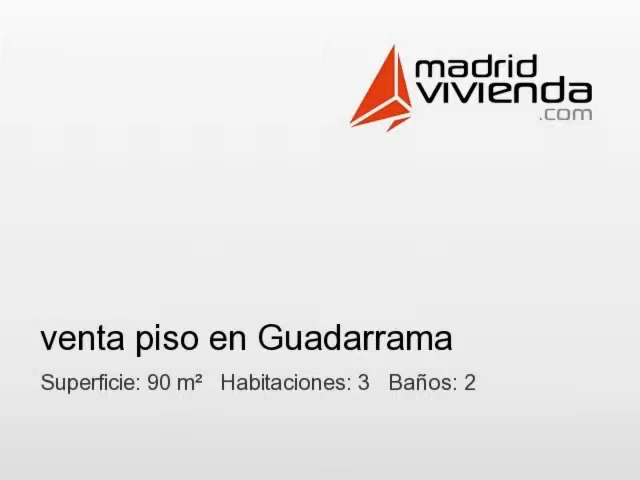 madrid
vivienda
.com
venta piso en Guadarrama
Superficie: 90 m² Habitaciones: 3 Baños: 2